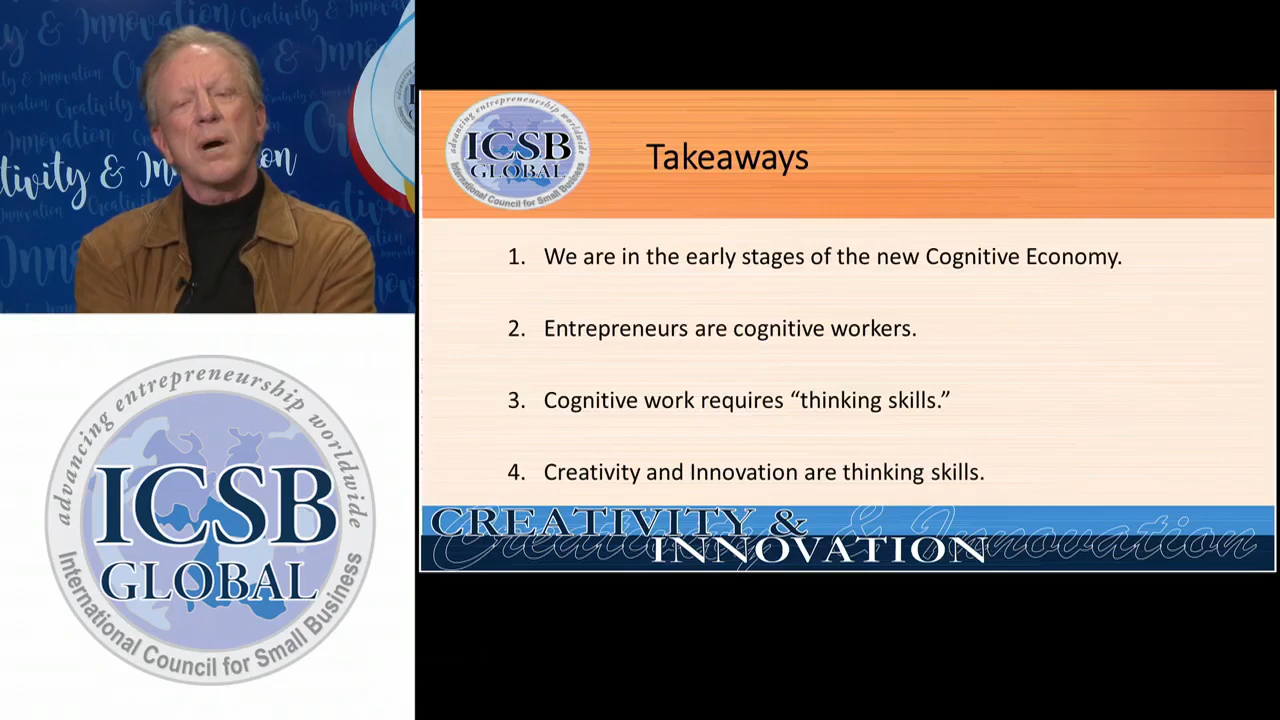 Creativity & Innovation
advancing entrepreneurship worldwide
ICSB
GLOBAL
International Council for Small Business
Takeaways
1. We are in the early stages of the new Cognitive Economy.
2. Entrepreneurs are cognitive workers.
3. Cognitive work requires “thinking skills.”
4. Creativity and Innovation are thinking skills.
CREATIVITY &
INNOVATION
Creativity & Innovation
advancing entrepreneurship worldwide
ICSB
GLOBAL
International Council for Small Business